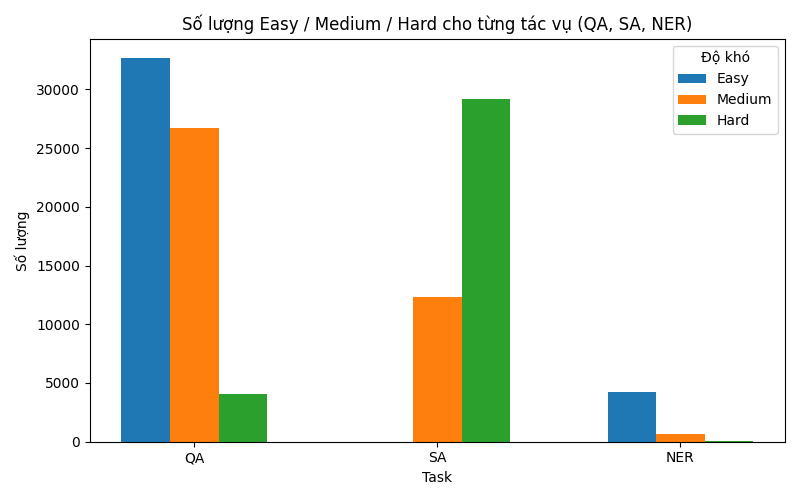 Số lượng Easy / Medium / Hard cho từng tác vụ (QA, SA, NER)
Độ khó
Easy
Medium
Hard
Số lượng
30000
25000
20000
15000
10000
5000
0
QA
SA
NER
Task